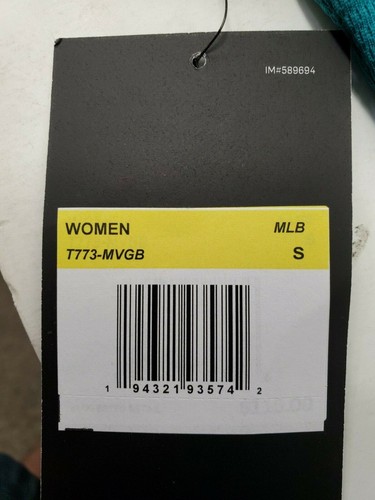 IM#589694
WOMEN MLB
T773-MVGB S
1 94321 93574 2